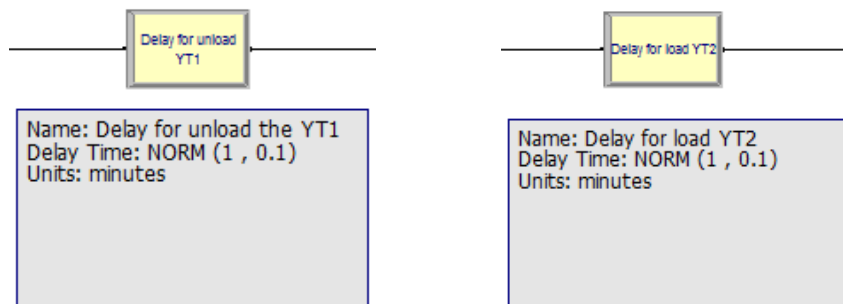 Delay for unload
YT1
Delay for load YT2
Name: Delay for unload the YT1
Delay Time: NORM (1 , 0.1)
Units: minutes
Name: Delay for load YT2
Delay Time: NORM (1 , 0.1)
Units: minutes